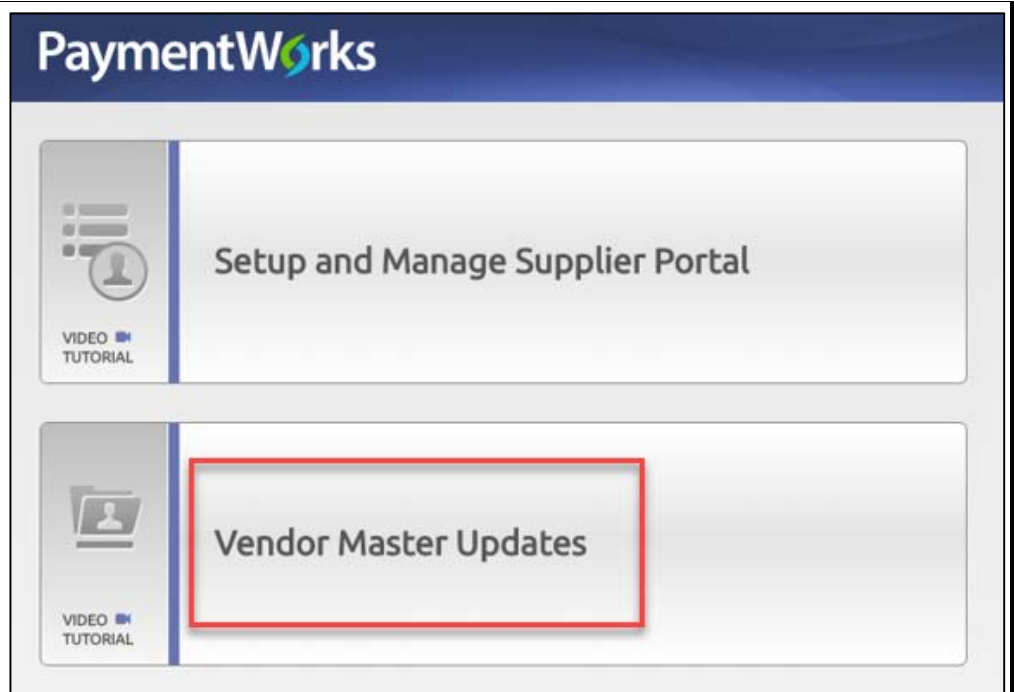 PaymentWorks
Setup and Manage Supplier Portal
VIDEO
TUTORIAL
Vendor Master Updates
VIDEO
TUTORIAL